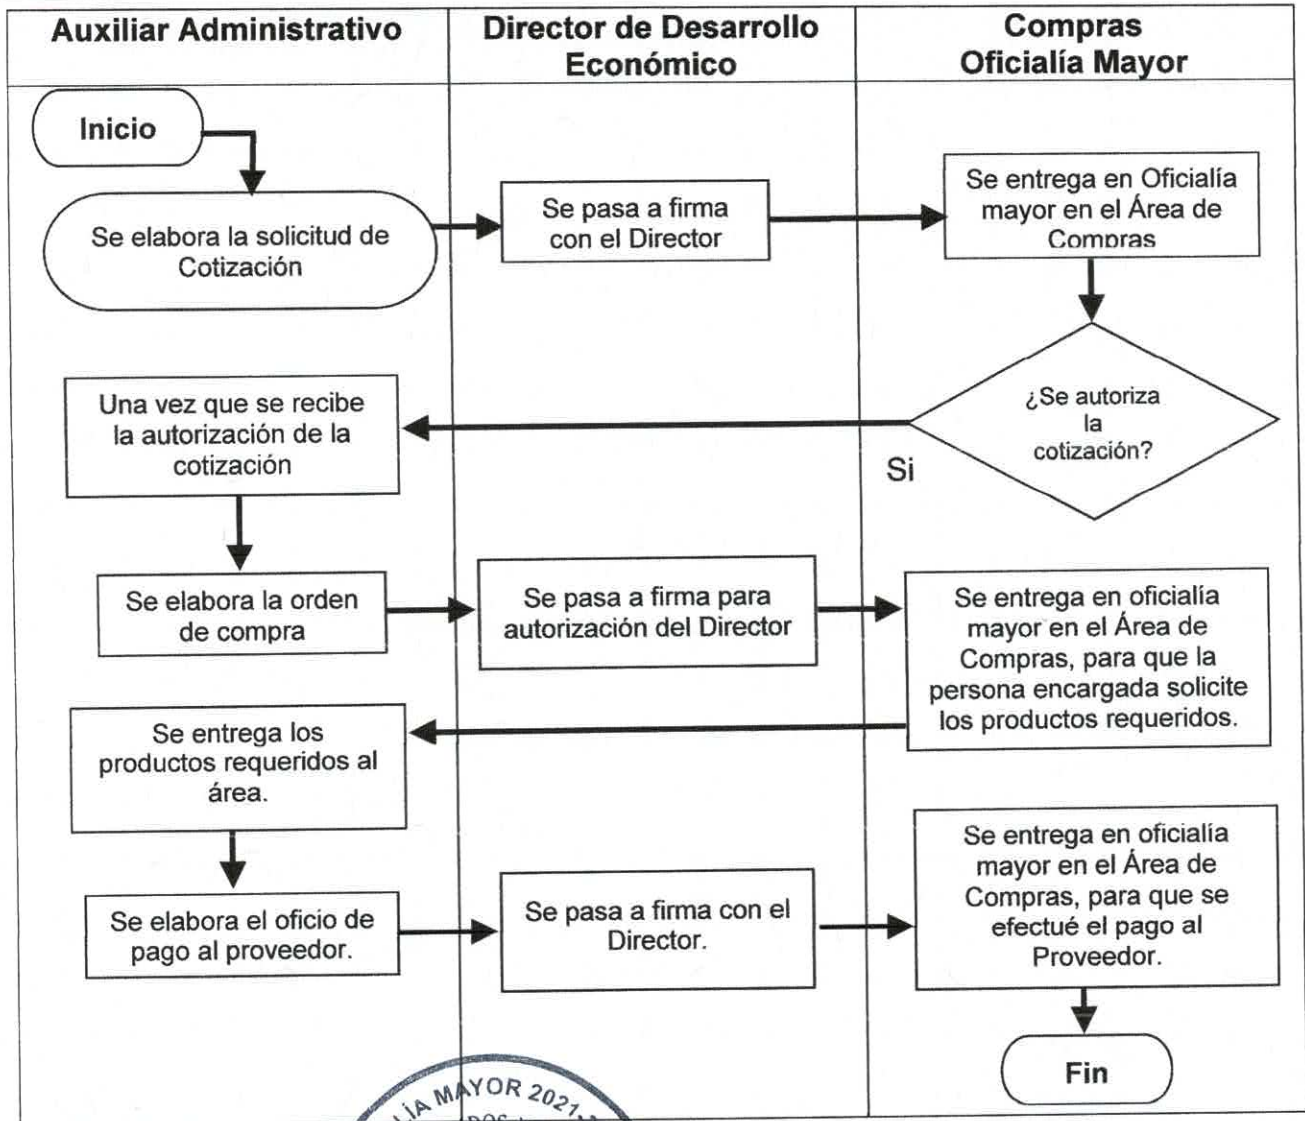 Auxiliar Administrativo
Director de Desarrollo
Económico
Compras
Oficialía Mayor
Inicio
Se elabora la solicitud de
Cotización
Se pasa a firma
con el Director
Se entrega en Oficialía
mayor en el Área de
Compras
¿Se autoriza
la
cotización?
Si
Una vez que se recibe
la autorización de la
cotización
Se elabora la orden
de compra
Se pasa a firma para
autorización del Director
Se entrega en oficialía
mayor en el Área de
Compras, para que la
persona encargada solicite
los productos requeridos.
Se entrega los
productos requeridos al
área.
Se elabora el oficio de
pago al proveedor.
Se pasa a firma con el
Director.
Se entrega en oficialía
mayor en el Área de
Compras, para que se
efectué el pago al
Proveedor.
Fin
MAYOR 2021